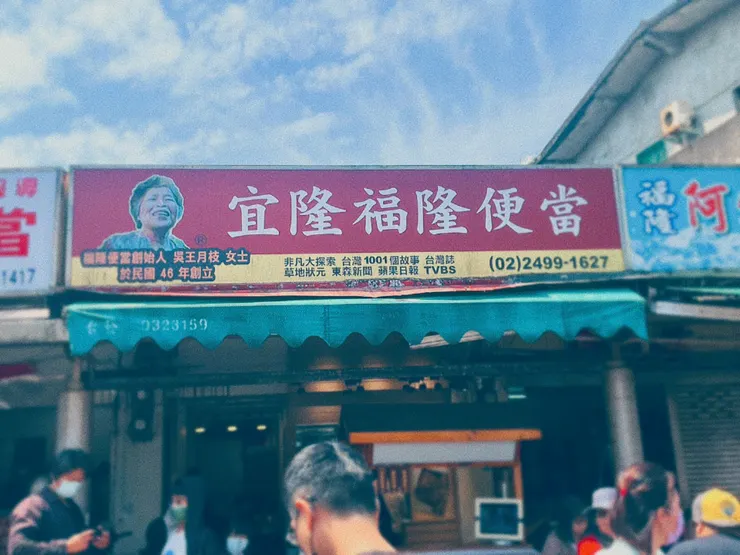 宜隆福隆便當
®
福隆便當創始人 吳王月枝 女士
於民國 46 年創立
非凡大探索 台灣1001個故事 台灣誌
草地狀元 東森新聞 蘋果日報 TVBS
(02)2499-1627
當
1417
福隆
阿
0323159